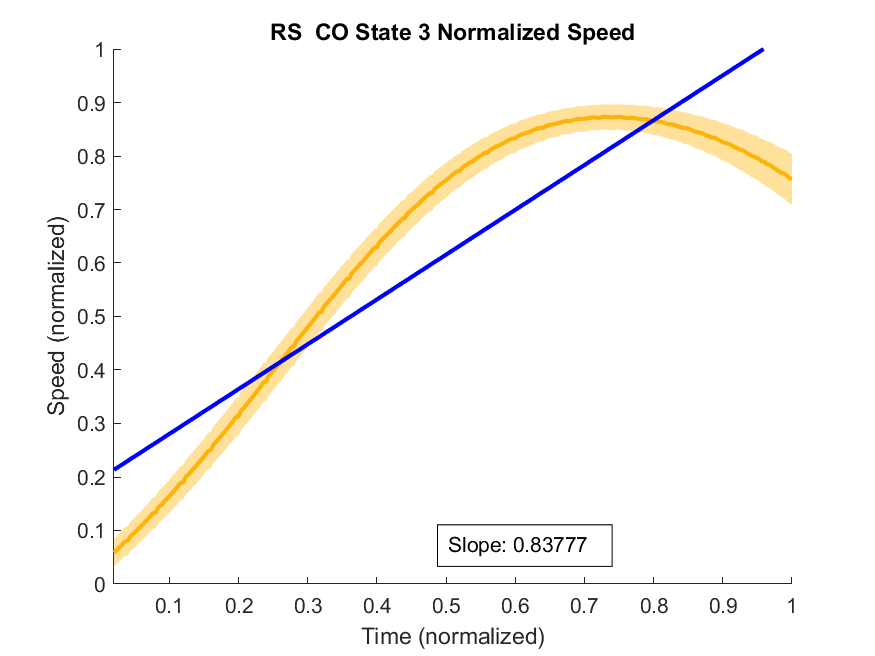 RS  CO State 3 Normalized Speed
1
0.9
0.8
0.7
0.6
0.5
0.4
0.3
0.2
0.1
0
Speed (normalized)
Slope: 0.83777
0.1 0.2 0.3 0.4 0.5 0.6 0.7 0.8 0.9 1
Time (normalized)